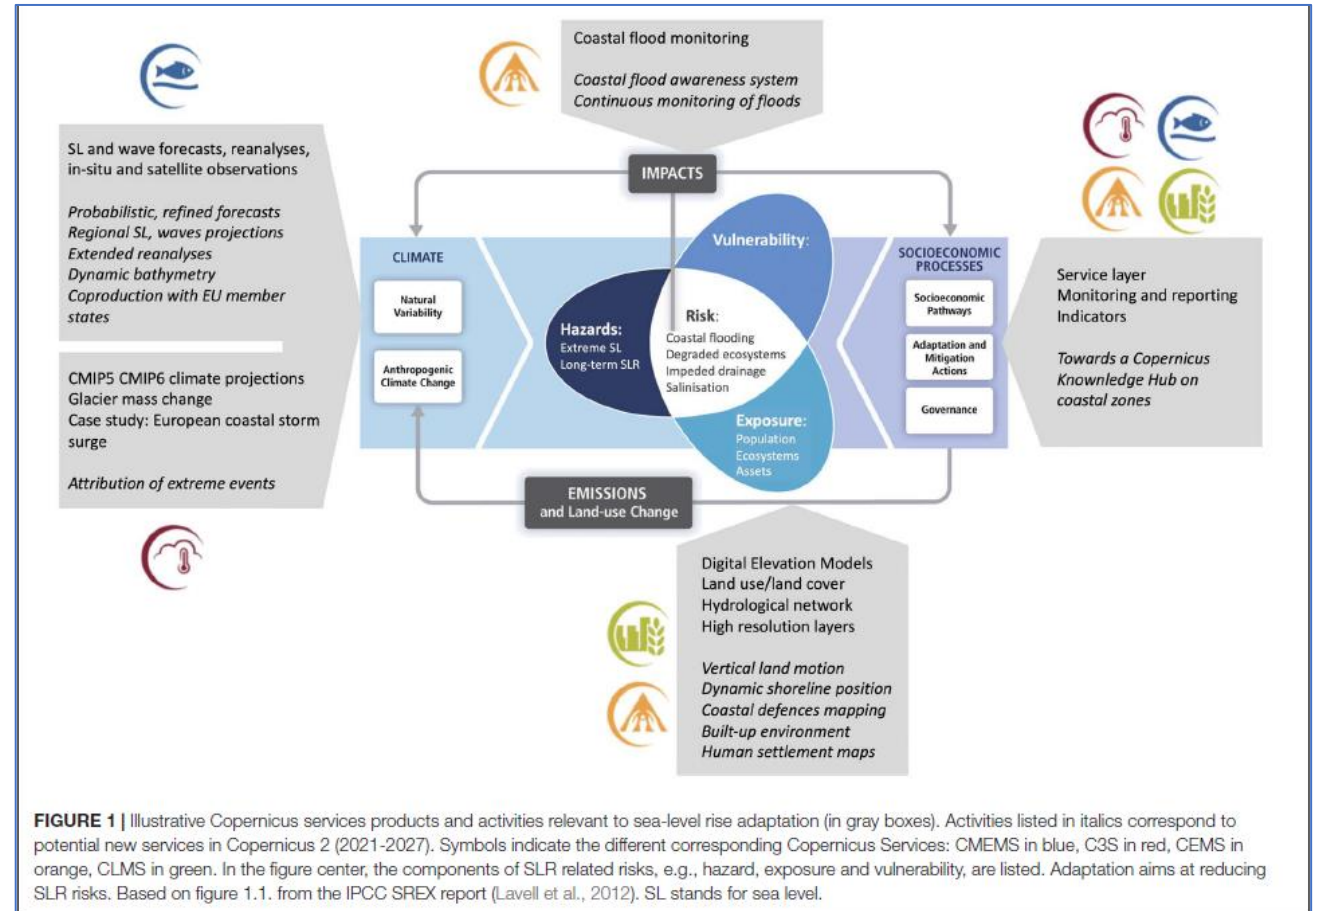 Coastal flood monitoring
Coastal flood awareness system
Continuous monitoring of floods
SL and wave forecasts, reanalyses,
in-situ and satellite observations
Probabilistic, refined forecasts
Regional SL, waves projections
Extended reanalyses
Dynamic bathymetry
Coproduction with EU member
states
CMIP5 CMIP6 climate projections
Glacier mass change
Case study: European coastal storm
surge
Attribution of extreme events
IMPACTS
CLIMATE
Natural
Variability
Anthropogenic
Climate Change
Vulnerability:
Hazards:
Extreme SL
Long-term SLR
Risk:
Coastal flooding
Degraded ecosystems
Impeded drainage
Salinisation
Exposure:
Population
Ecosystems
Assets
SOCIOECONOMIC
PROCESSES
Socioeconomic
Pathways
Adaptation and
Mitigation
Actions
Governance
EMISSIONS
and Land-use Change
Service layer
Monitoring and reporting
Indicators
Towards a Copernicus
Knownledge Hub on
coastal zones
Digital Elevation Models
Land use/land cover
Hydrological network
High resolution layers
Vertical land motion
Dynamic shoreline position
Coastal defences mapping
Built-up environment
Human settlement maps
FIGURE 1 | Illustrative Copernicus services products and activities relevant to sea-level rise adaptation (in gray boxes). Activities listed in italics correspond to
potential new services in Copernicus 2 (2021-2027). Symbols indicate the different corresponding Copernicus Services: CMEMS in blue, C3S in red, CEMS in
orange, CLMS in green. In the figure center, the components of SLR related risks, e.g., hazard, exposure and vulnerability, are listed. Adaptation aims at reducing
SLR risks. Based on figure 1.1. from the IPCC SREX report (Lavell et al., 2012). SL stands for sea level.